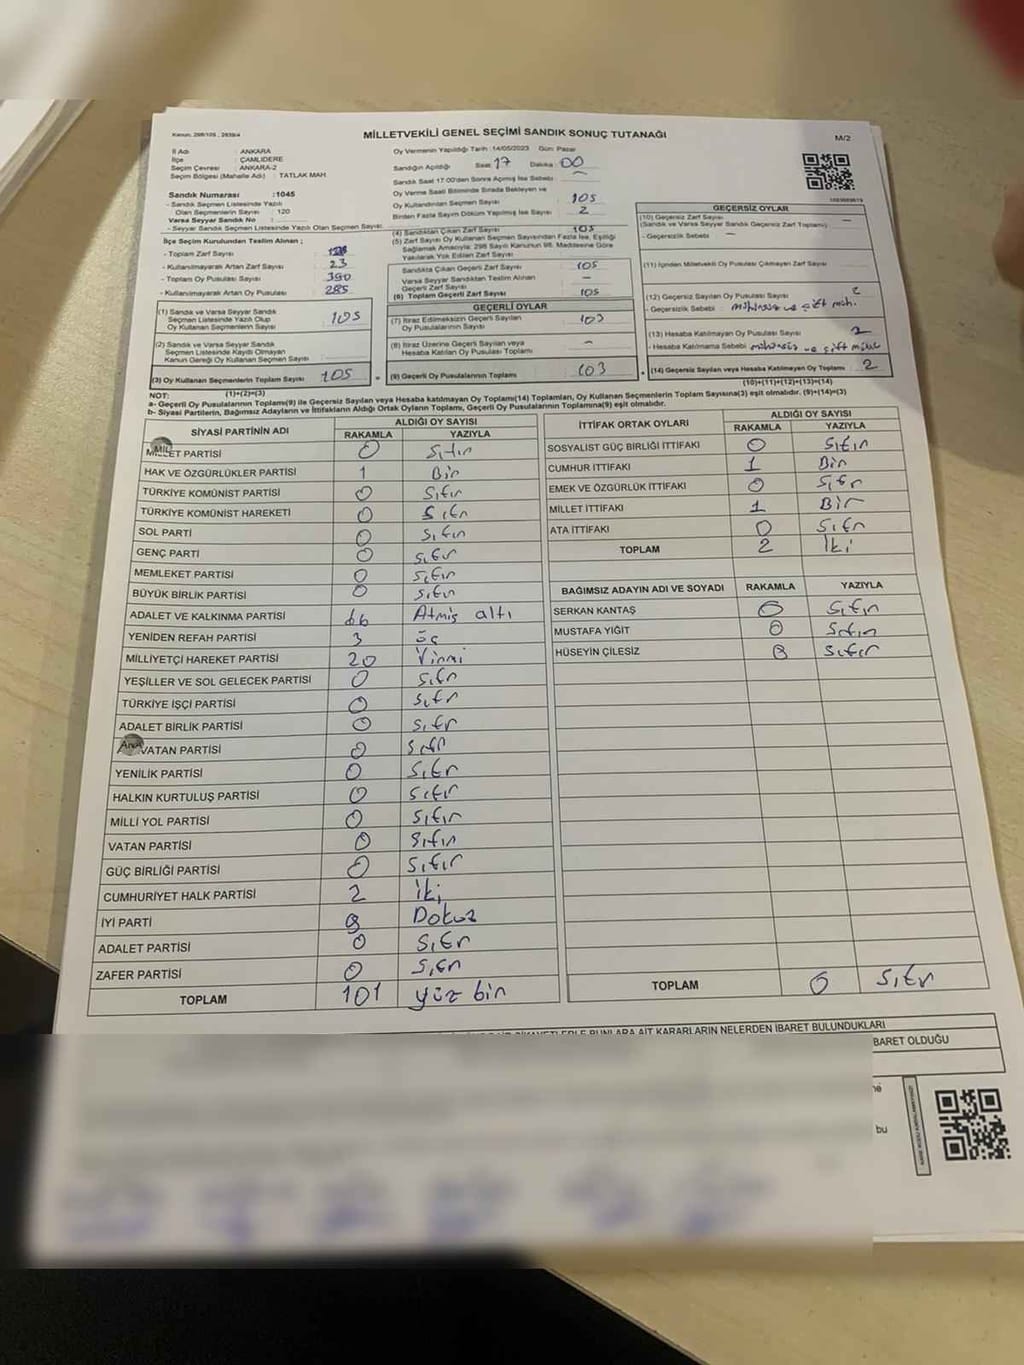 Kanun: 298/105 ; 2839/4
MİLLETVEKİLİ GENEL SEÇİMİ SANDIK SONUÇ TUTANAĞI
M/2
İl Adı : ANKARA
İlçe : ÇAMLIDERE
Seçim Çevresi : ANKARA-2
Seçim Bölgesi (Mahalle Adı) : TATLAK MAH.
Sandık Numarası : 1045
- Sandık Seçmen Listesinde Yazılı
Olan Seçmenlerin Sayısı : 120
Varsa Seyyar Sandık No :
- Seyyar Sandık Seçmen Listesinde Yazılı Olan Seçmen Sayısı
Oy Vermenin Yapıldığı Tarih : 14/05/2023 Gün: Pazar
Sandığın Açıldığı Saat 17 Dakika : 00
Sandık Saat 17:00'den Sonra Açılmış İse Sebebi
Oy Verme Saati Bitiminde Sırada Bekleyen ve
Oy Kullandırılan Seçmen Sayısı 105
Birden Fazla Sayım Döküm Yapılmış İse Sayısı 2
İlçe Seçim Kurulundan Teslim Alınan ;
- Toplam Zarf Sayısı
- Kullanılmayarak Artan Zarf Sayısı 23
- Toplam Oy Pusulası Sayısı 390
- Kullanılmayarak Artan Oy Pusulası 285
(4) Sandıktan Çıkan Zarf Sayısı 105
(5) Zarf Sayısı Oy Kullanan Seçmen Sayısından Fazla İse, Eşitliği
Sağlamak Amacıyla; 298 Sayılı Kanunun 98. Maddesine Göre
Yakılarak Yok Edilen Zarf Sayısı
Sandıkta Çıkan Geçerli Zarf Sayısı 105
Varsa Seyyar Sandıktan Teslim Alınan
Geçerli Zarf Sayısı –
(6) Toplam Geçerli Zarf Sayısı 105
GEÇERSİZ OYLAR
(10) Geçersiz Zarf Sayısı
(Sandık ve Varsa Seyyar Sandık Geçersiz Zarf Toplamı) –
- Geçersizlik Sebebi : –
(11) İçinden Milletvekili Oy Pusulası Çıkmayan Zarf Sayısı
(12) Geçersiz Sayılan Oy Pusulası Sayısı 2
- Geçersizlik Sebebi : mühürsüz ve çift müh.
(13) Hesaba Katılmayan Oy Pusulası Sayısı 2
- Hesaba Katılmama Sebebi mühürsüz ve çift mühür
(14) Geçersiz Sayılan veya Hesaba Katılmayan Oy Toplamı 2
(10)+(11)+(12)+(13)=(14)
(1) Sandık ve Varsa Seyyar Sandık
Seçmen Listesinde Yazılı Olup
Oy Kullanan Seçmenlerin Sayısı 105
(2) Sandık ve Varsa Seyyar Sandık
Seçmen Listesinde Kaydı Olmayan
Kanun Gereği Oy Kullanan Seçmen Sayısı
(3) Oy Kullanan Seçmenlerin Toplam Sayısı 105
(1)+(2)=(3)
GEÇERLİ OYLAR
(7) İtiraz Edilmeksizin Geçerli Sayılan
Oy Pusulalarının Sayısı 103
(8) İtiraz Üzerine Geçerli Sayılan veya
Hesaba Katılan Oy Pusulası Toplamı –
(9) Geçerli Oy Pusulalarının Toplamı 103
NOT:
a- Geçerli Oy Pusulalarının Toplamı(9) ile Geçersiz Sayılan veya Hesaba katılmayan Oy Toplamı(14) Toplamları, Oy Kullanan Seçmenlerin Toplam Sayısına(3) eşit olmalıdır. (9)+(14)=(3)
b- Siyasi Partilerin, Bağımsız Adayların ve İttifakların Aldığı Ortak Oyların Toplamı, Geçerli Oy Pusulalarının Toplamına(9) eşit olmalıdır.
SİYASİ PARTİNİN ADI ALDIĞI OY SAYISI
RAKAMLA YAZIYLA
MİLLET PARTİSİ 0 Sıfır
HAK VE ÖZGÜRLÜKLER PARTİSİ 1 Bir
TÜRKİYE KOMÜNİST PARTİSİ 0 Sıfır
TÜRKİYE KOMÜNİST HAREKETİ 0 Sıfır
SOL PARTİ 0 Sıfır
GENÇ PARTİ 0 Sıfır
MEMLEKET PARTİSİ 0 Sıfır
BÜYÜK BİRLİK PARTİSİ 0 Sıfır
ADALET VE KALKINMA PARTİSİ 66 Atmış altı
YENİDEN REFAH PARTİSİ 3 üç
MİLLİYETÇİ HAREKET PARTİSİ 20 Yirmi
YEŞİLLER VE SOL GELECEK PARTİSİ 0 Sıfır
TÜRKİYE İŞÇİ PARTİSİ 0 Sıfır
ADALET BİRLİK PARTİSİ 0 Sıfır
ANAVATAN PARTİSİ 0 Sıfır
YENİLİK PARTİSİ 0 Sıfır
HALKIN KURTULUŞ PARTİSİ 0 Sıfır
MİLLİ YOL PARTİSİ 0 Sıfır
VATAN PARTİSİ 0 Sıfır
GÜÇ BİRLİĞİ PARTİSİ 0 Sıfır
CUMHURİYET HALK PARTİSİ 2 İki
İYİ PARTİ 9 Dokuz
ADALET PARTİSİ 0 Sıfır
ZAFER PARTİSİ 0 Sıfır
TOPLAM 101 yüz bir
İTTİFAK ORTAK OYLARI ALDIĞI OY SAYISI
RAKAMLA YAZIYLA
SOSYALİST GÜÇ BİRLİĞİ İTTİFAKI 0 Sıfır
CUMHUR İTTİFAKI 1 Bir
EMEK VE ÖZGÜRLÜK İTTİFAKI 0 Sıfır
MİLLET İTTİFAKI 1 Bir
ATA İTTİFAKI 0 Sıfır
TOPLAM 2 İki
BAĞIMSIZ ADAYIN ADI VE SOYADI RAKAMLA YAZIYLA
SERKAN KANTAŞ 0 Sıfır
MUSTAFA YİĞİT 0 Sıfır
HÜSEYİN ÇİLESİZ 0 Sıfır
TOPLAM 0 Sıfır
KARARLARIN NELERDEN İBARET BULUNDUKLARI
BARET OLDUĞU
bu